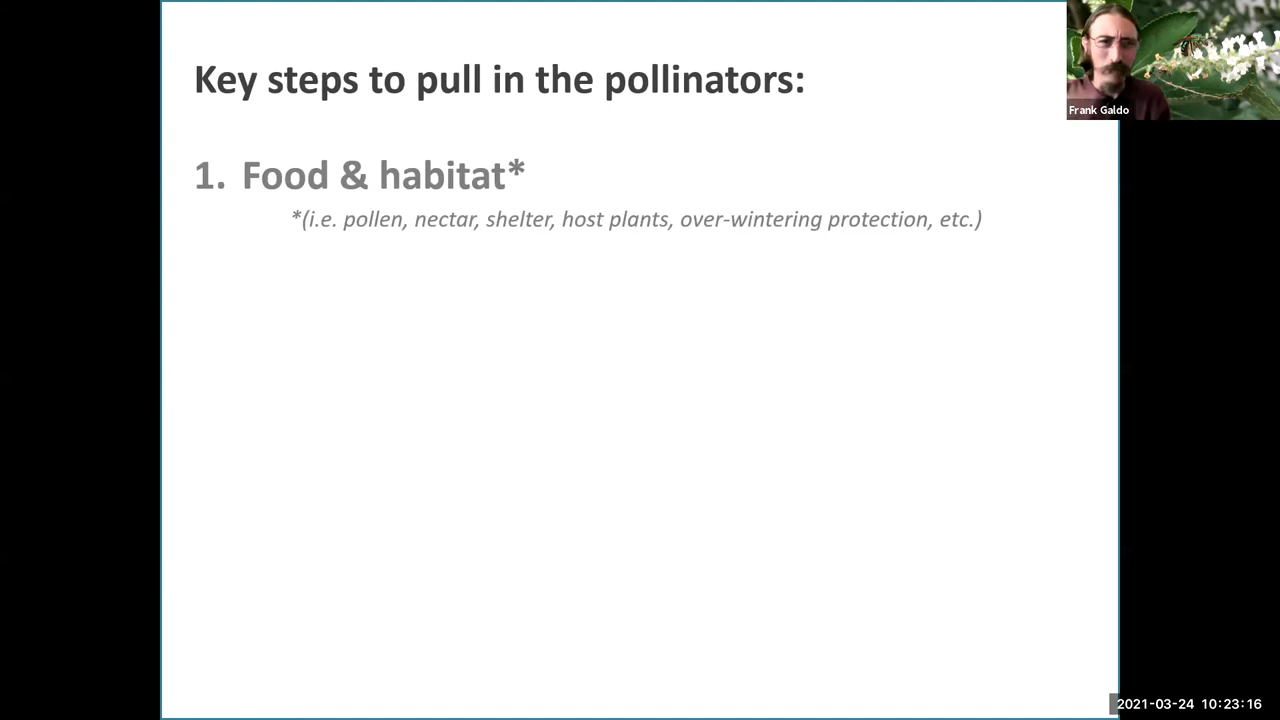 Key steps to pull in the pollinators:
Frank Galdo
1. Food & habitat*
*(i.e. pollen, nectar, shelter, host plants, over-wintering protection, etc.)
2021-03-24 10:23:16